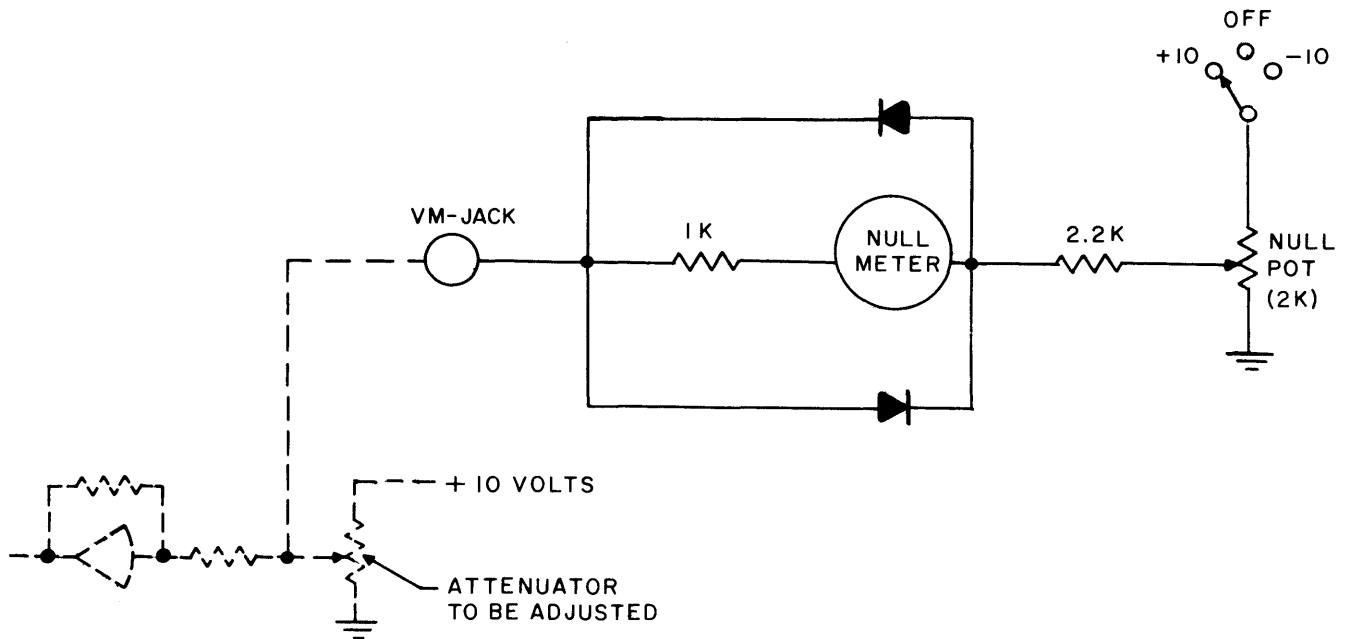 OFF
+10
−10
VM-JACK
1K
NULL
METER
2.2K
NULL
POT
(2K)
+ 10 VOLTS
ATTENUATOR
TO BE ADJUSTED